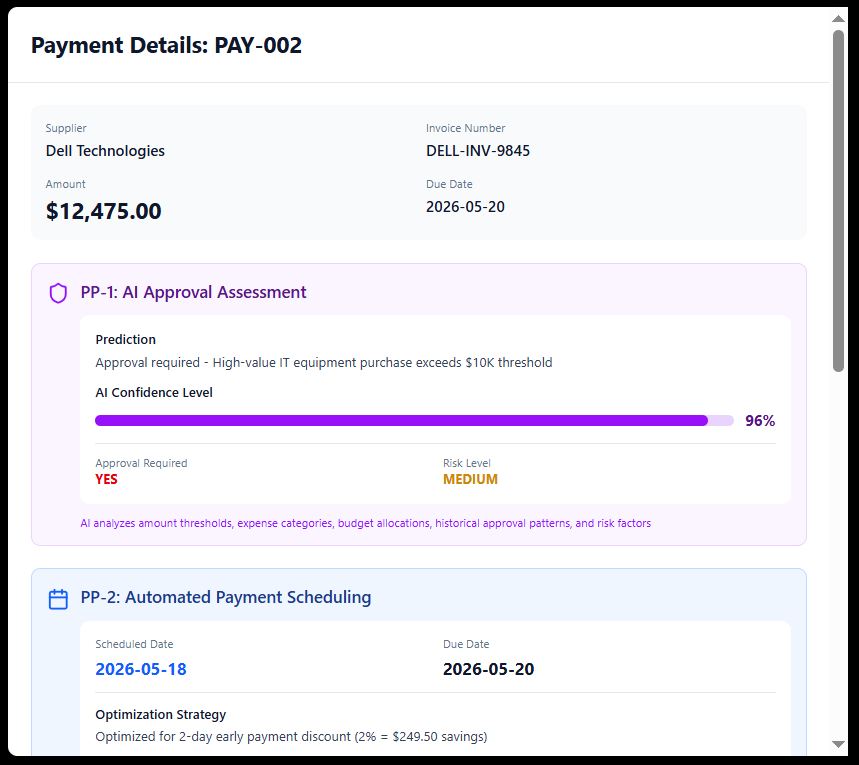 Payment Details: PAY-002
Supplier
Invoice Number
Dell Technologies
DELL-INV-9845
Amount
Due Date
$12,475.00
2026-05-20
PP-1: AI Approval Assessment
Prediction
Approval required - High-value IT equipment purchase exceeds $10K threshold
AI Confidence Level
96%
Approval Required
Risk Level
YES
MEDIUM
AI analyzes amount thresholds, expense categories, budget allocations, historical approval patterns, and risk factors
PP-2: Automated Payment Scheduling
Scheduled Date
Due Date
2026-05-18
2026-05-20
Optimization Strategy
Optimized for 2-day early payment discount (2% = $249.50 savings)